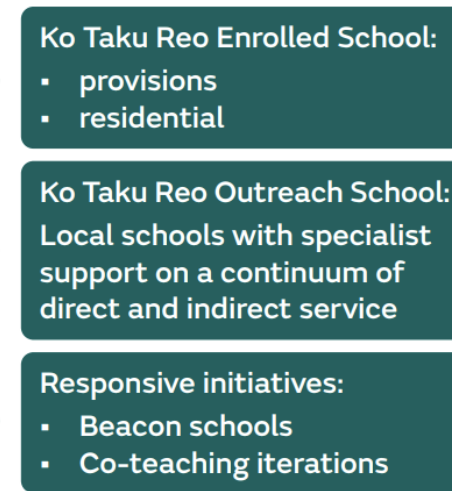 Ko Taku Reo Enrolled School:
▪ provisions
▪ residential
Ko Taku Reo Outreach School:
Local schools with specialist
support on a continuum of
direct and indirect service
Responsive initiatives:
▪ Beacon schools
▪ Co-teaching iterations